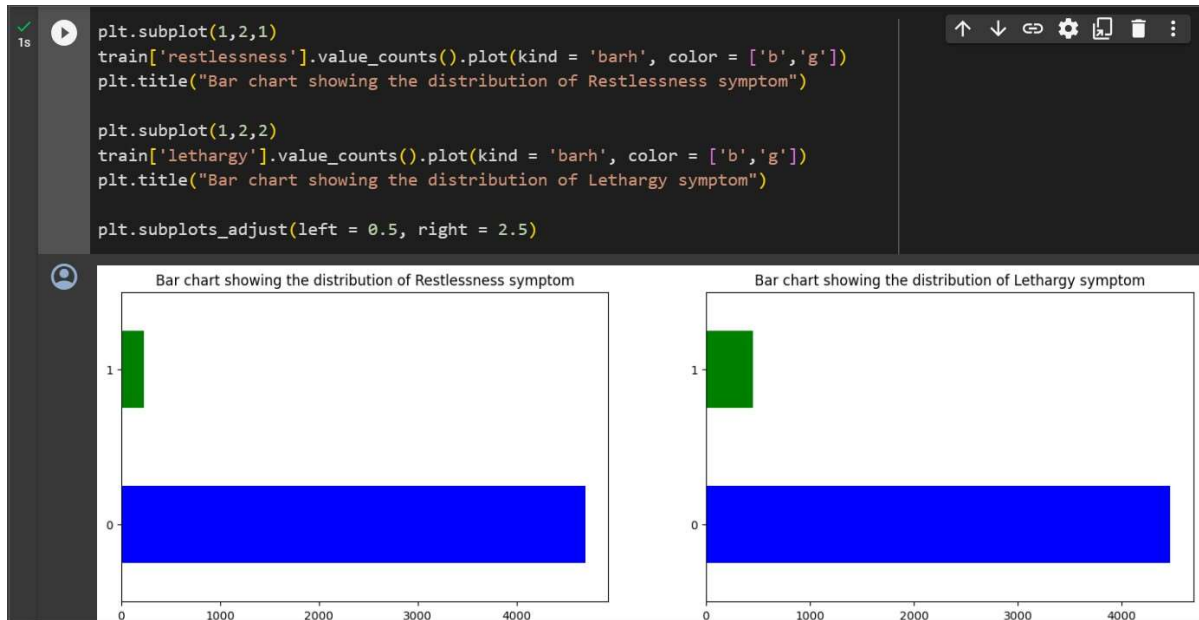 1s
plt.subplot(1,2,1)
train['restlessness'].value_counts().plot(kind = 'barh', color = ['b','g'])
plt.title("Bar chart showing the distribution of Restlessness symptom")
plt.subplot(1,2,2)
train['lethargy'].value_counts().plot(kind = 'barh', color = ['b','g'])
plt.title("Bar chart showing the distribution of Lethargy symptom")
plt.subplots_adjust(left = 0.5, right = 2.5)
Bar chart showing the distribution of Restlessness symptom
1
0
0 1000 2000 3000 4000
Bar chart showing the distribution of Lethargy symptom
1
0
0 1000 2000 3000 4000